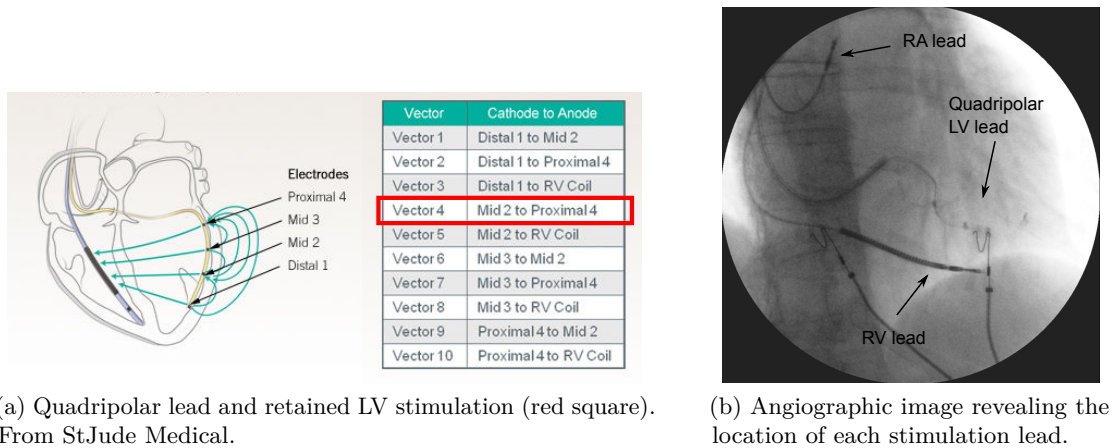 Electrodes
Proximal 4
Mid 3
Mid 2
Distal 1
Vector Cathode to Anode
Vector 1 Distal 1 to Mid 2
Vector 2 Distal 1 to Proximal 4
Vector 3 Distal 1 to RV Coil
Vector 4 Mid 2 to Proximal 4
Vector 5 Mid 2 to RV Coil
Vector 6 Mid 3 to Mid 2
Vector 7 Mid 3 to Proximal 4
Vector 8 Mid 3 to RV Coil
Vector 9 Proximal 4 to Mid 2
Vector 10 Proximal 4 to RV Coil
RA lead
Quadripolar
LV lead
RV lead
(a) Quadripolar lead and retained LV stimulation (red square).
From StJude Medical.
(b) Angiographic image revealing the
location of each stimulation lead.